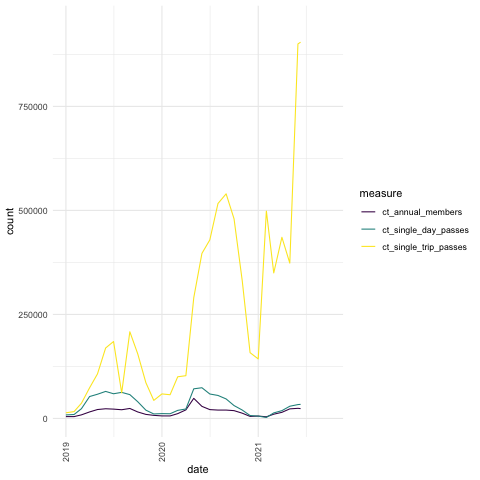 750000
500000
250000
0
count
2019
2020
2021
date
measure
ct_annual_members
ct_single_day_passes
ct_single_trip_passes